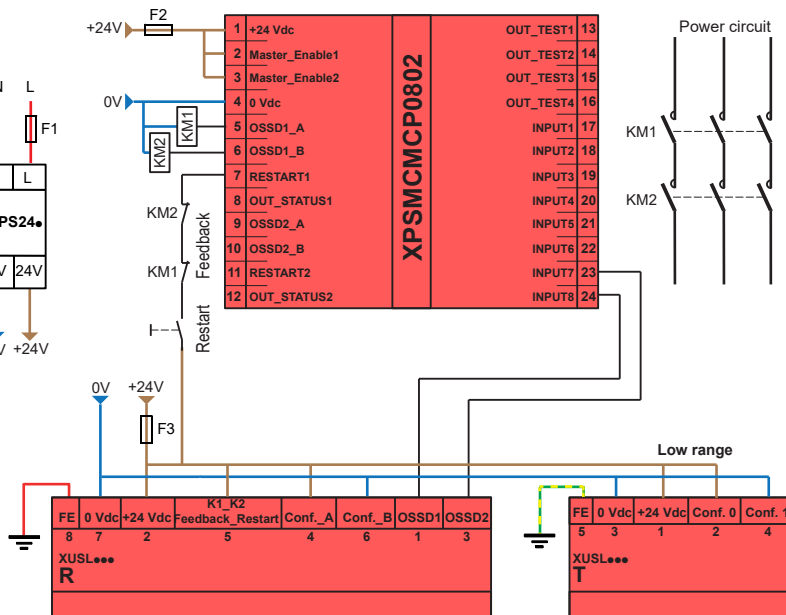 F2
+24V
1 +24 Vdc
2 Master_Enable1
3 Master_Enable2
0V
4 0 Vdc
KM1
5 OSSD1_A
KM2
6 OSSD1_B
7 RESTART1
8 OUT_STATUS1
9 OSSD2_A
10 OSSD2_B
11 RESTART2
12 OUT_STATUS2
XPSMCMCP0802
OUT_TEST1 13
OUT_TEST2 14
OUT_TEST3 15
OUT_TEST4 16
INPUT1 17
INPUT2 18
INPUT3 19
INPUT4 20
INPUT5 21
INPUT6 22
INPUT7 23
INPUT8 24
Power circuit
KM1
KM2
L
F1
L
PS24●
V 24V
V +24V
KM2
KM1
Feedback
Restart
0V +24V
F3
Low range
FE 0 Vdc +24 Vdc K1_K2 Feedback_Restart Conf._A Conf._B OSSD1 OSSD2
8 7 2 5 4 6 1 3
XUSL●●●
R
FE 0 Vdc +24 Vdc Conf. 0 Conf. 1
5 3 1 2 4
XUSL●●●
T